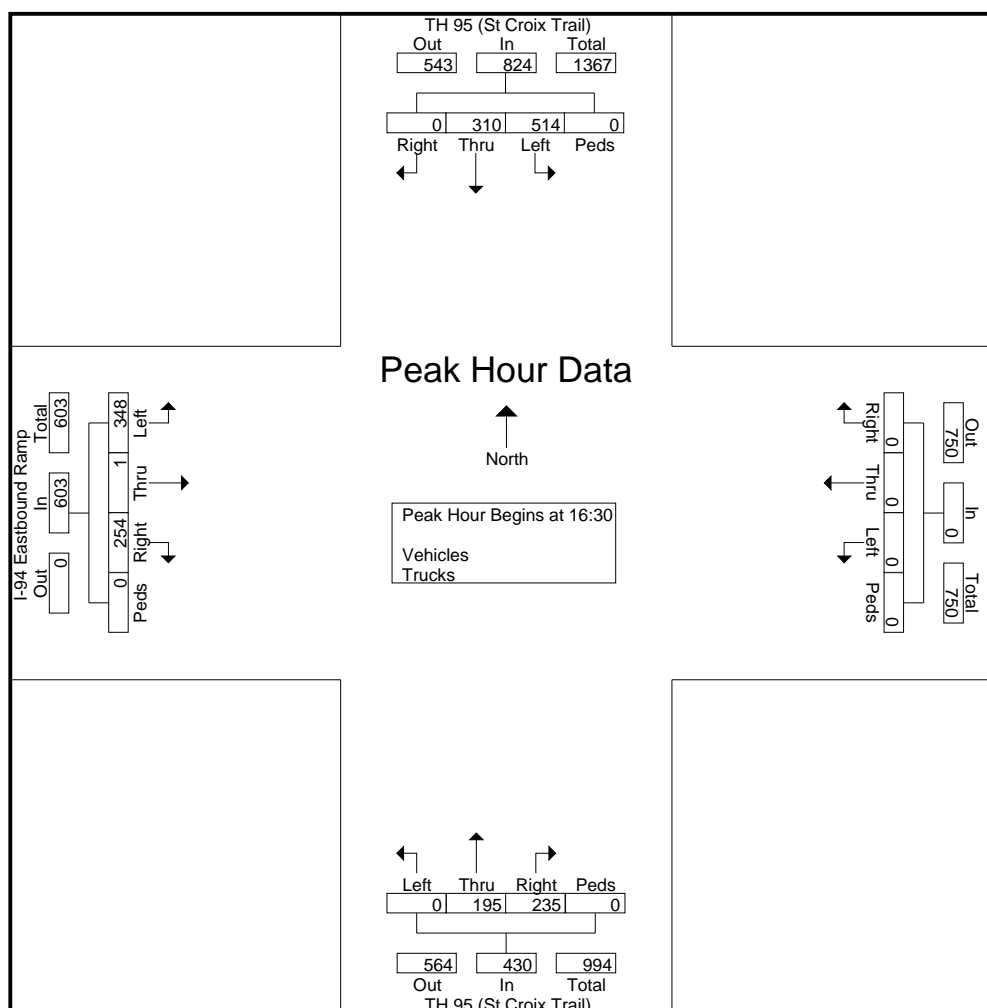 TH 95 (St Croix Trail)
Out In Total
543 824 1367
0 310 514 0
Right Thru Left Peds
Peak Hour Data
North
Peak Hour Begins at 16:30
Vehicles
Trucks
I-94 Eastbound Ramp
Out In Total
0 603 603
348 1 254 0
Left Thru Right Peds
Right Thru Left Peds
0 0 0 0
Out In Total
750 0 750
Left Thru Right Peds
0 195 235 0
564 430 994
Out In Total
TH 95 (St Croix Trail)